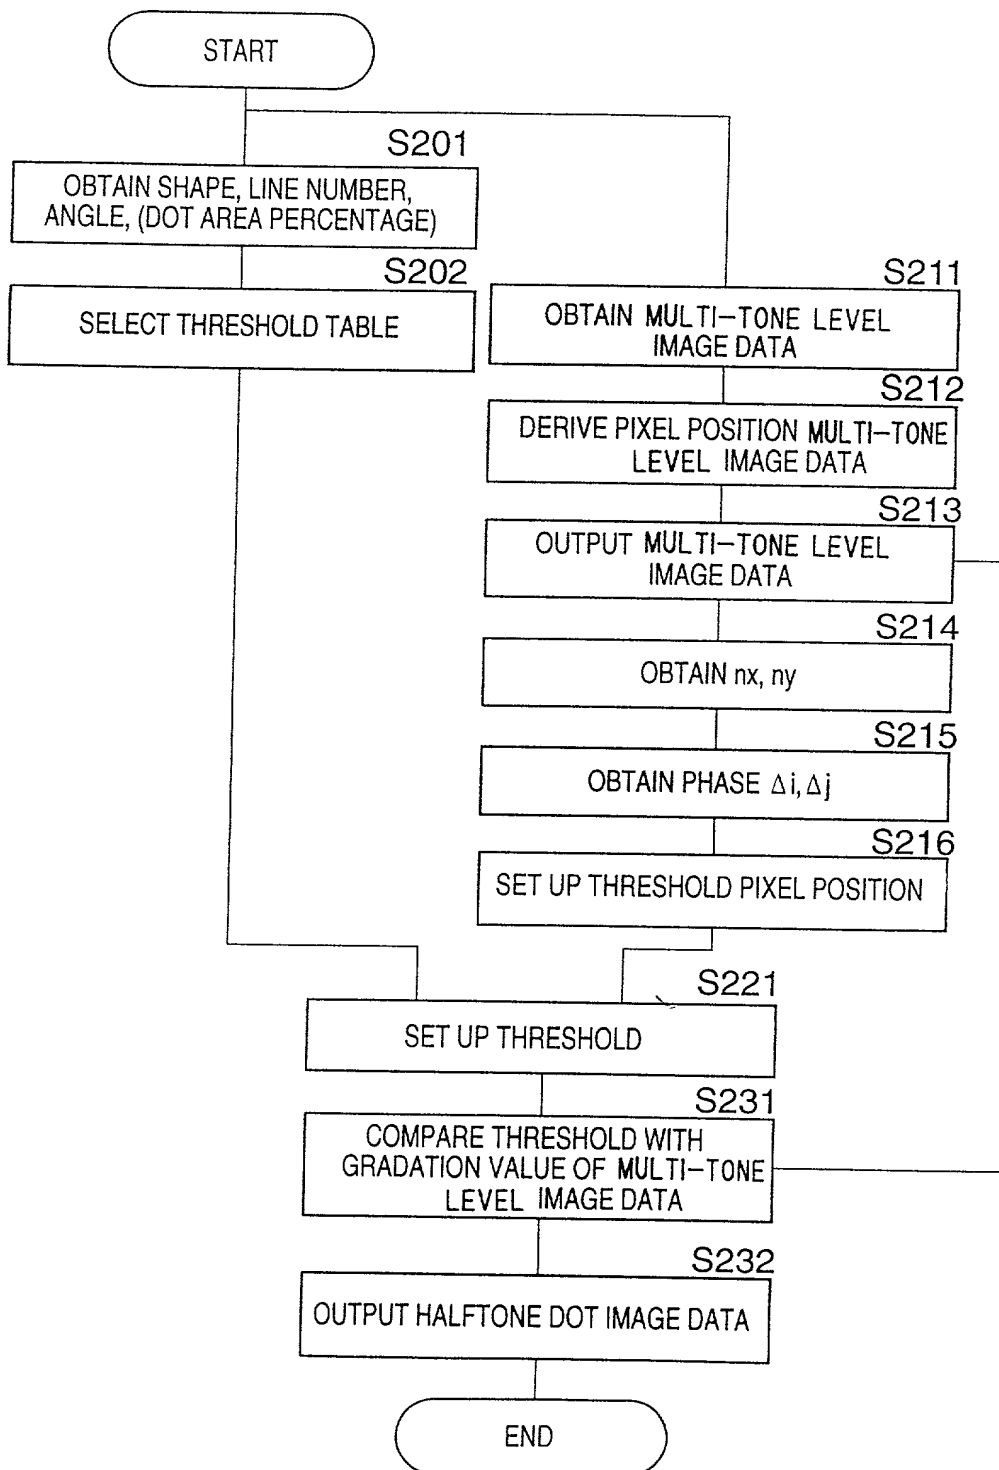 START
S201
OBTAIN SHAPE, LINE NUMBER,
ANGLE, (DOT AREA PERCENTAGE)
S202
SELECT THRESHOLD TABLE
S211
OBTAIN MULTI-TONE LEVEL
IMAGE DATA
S212
DERIVE PIXEL POSITION MULTI-TONE
LEVEL IMAGE DATA
S213
OUTPUT MULTI-TONE LEVEL
IMAGE DATA
S214
OBTAIN nx, ny
S215
OBTAIN PHASE Δi, Δj
S216
SET UP THRESHOLD PIXEL POSITION
S221
SET UP THRESHOLD
S231
COMPARE THRESHOLD WITH
GRADATION VALUE OF MULTI-TONE
LEVEL IMAGE DATA
S232
OUTPUT HALFTONE DOT IMAGE DATA
END